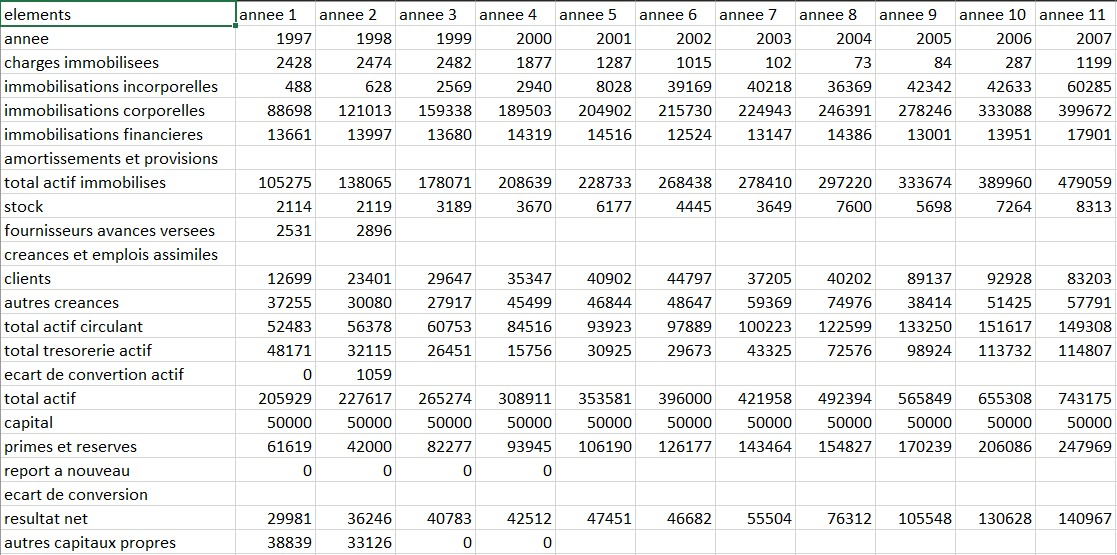 elements annee 1 annee 2 annee 3 annee 4 annee 5 annee 6 annee 7 annee 8 annee 9 annee 10 annee 11
annee 1997 1998 1999 2000 2001 2002 2003 2004 2005 2006 2007
charges immobilisees 2428 2474 2482 1877 1287 1015 102 73 84 287 1199
immobilisations incorporelles 488 628 2569 2940 8028 39169 40218 36369 42342 42633 60285
immobilisations corporelles 88698 121013 159338 189503 204902 215730 224943 246391 278246 333088 399672
immobilisations financieres 13661 13997 13680 14319 14516 12524 13147 14386 13001 13951 17901
amortissements et provisions
total actif immobilises 105275 138065 178071 208639 228733 268438 278410 297220 333674 389960 479059
stock 2114 2119 3189 3670 6177 4445 3649 7600 5698 7264 8313
fournisseurs avances versees 2531 2896
creances et emplois assimiles
clients 12699 23401 29647 35347 40902 44797 37205 40202 89137 92928 83203
autres creances 37255 30080 27917 45499 46844 48647 59369 74976 38414 51425 57791
total actif circulant 52483 56378 60753 84516 93923 97889 100223 122599 133250 151617 149308
total tresorerie actif 48171 32115 26451 15756 30925 29673 43325 72576 98924 113732 114807
ecart de convertion actif 0 1059
total actif 205929 227617 265274 308911 353581 396000 421958 492394 565849 655308 743175
capital 50000 50000 50000 50000 50000 50000 50000 50000 50000 50000 50000
primes et reserves 61619 42000 82277 93945 106190 126177 143464 154827 170239 206086 247969
report a nouveau 0 0 0 0
ecart de conversion
resultat net 29981 36246 40783 42512 47451 46682 55504 76312 105548 130628 140967
autres capitaux propres 38839 33126 0 0